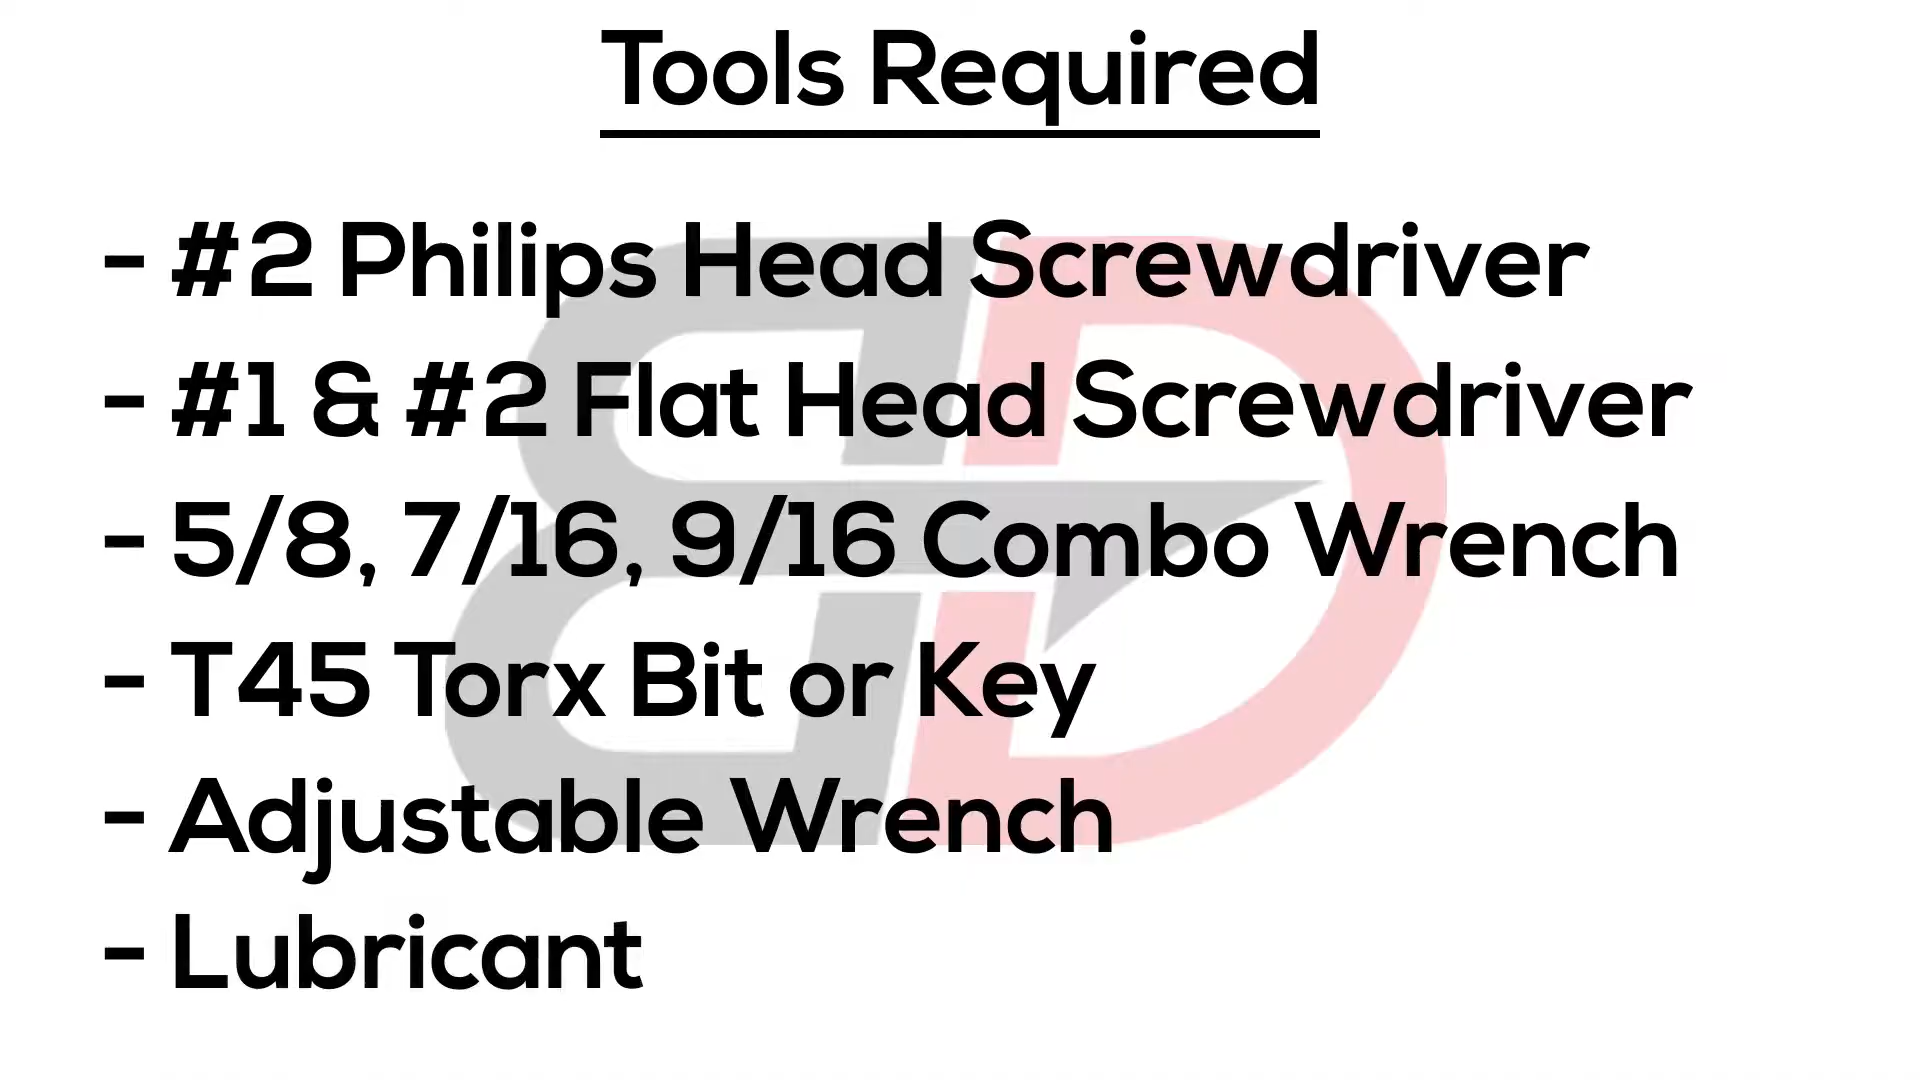 Tools Required
- #2 Philips Head Screwdriver
- #1 & #2 Flat Head Screwdriver
- 5/8, 7/16, 9/16 Combo Wrench
- T45 Torx Bit or Key
- Adjustable Wrench
- Lubricant